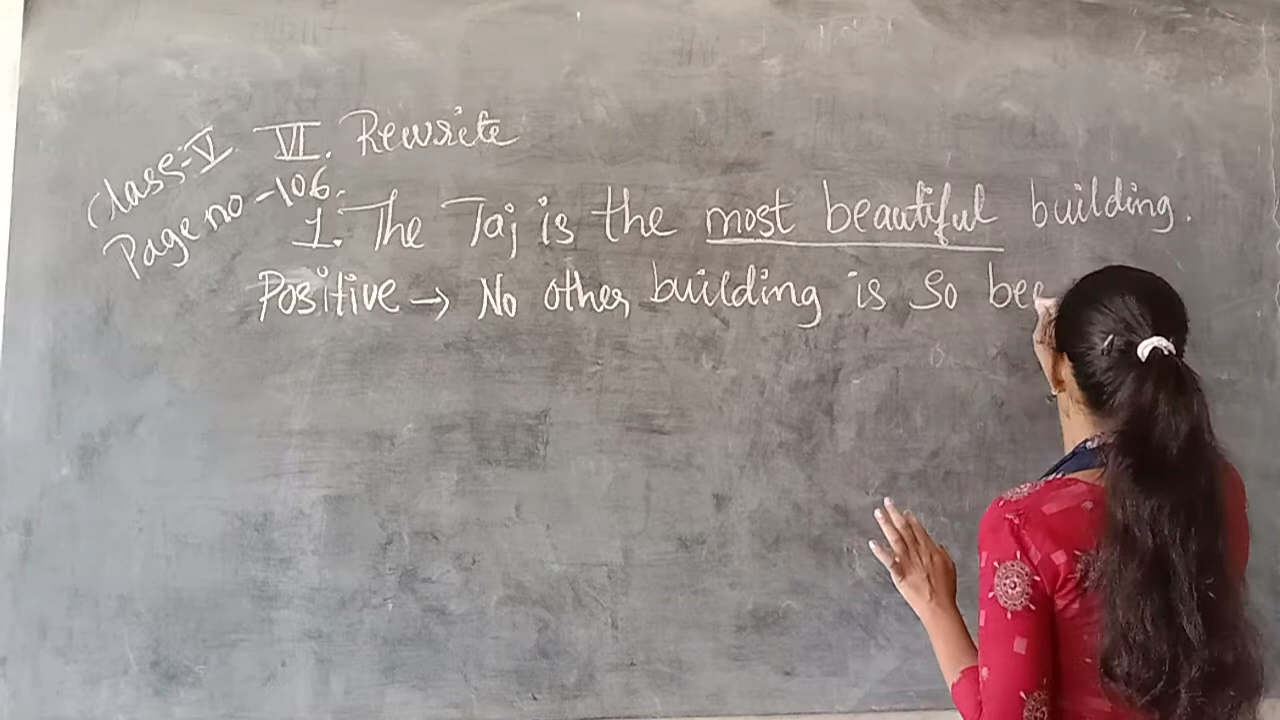 Class:-V.
Page no -106.
VI. Rewrite
1. The Taj is the most beautiful building.
Positive → No other building is so bea